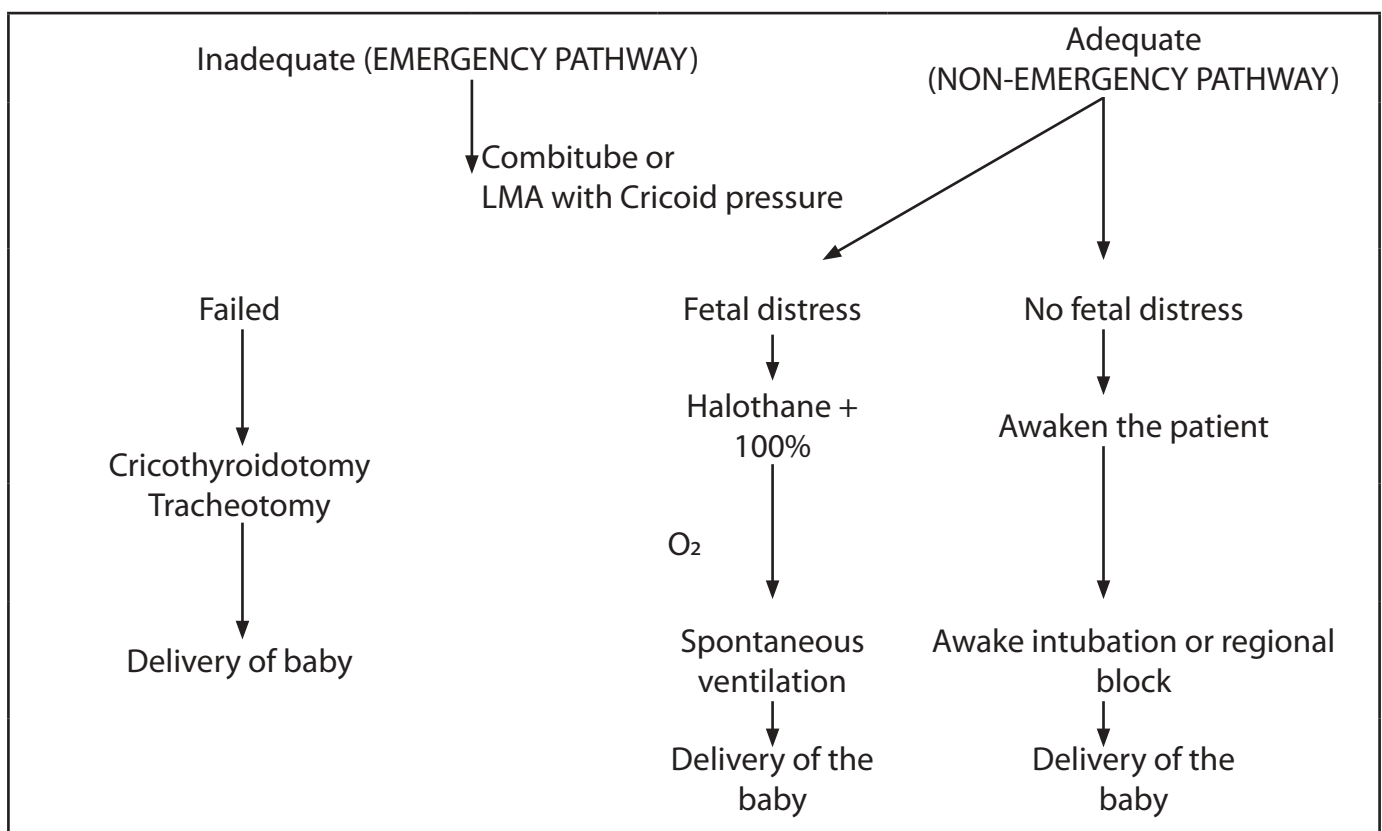 Inadequate (EMERGENCY PATHWAY)
Adequate
(NON-EMERGENCY PATHWAY)
Combitube or
LMA with Cricoid pressure
Failed
Cricothyroidotomy
Tracheotomy
Delivery of baby
Fetal distress
Halothane +
100%
O₂
Spontaneous
ventilation
Delivery of the
baby
No fetal distress
Awaken the patient
Awake intubation or regional
block
Delivery of the
baby